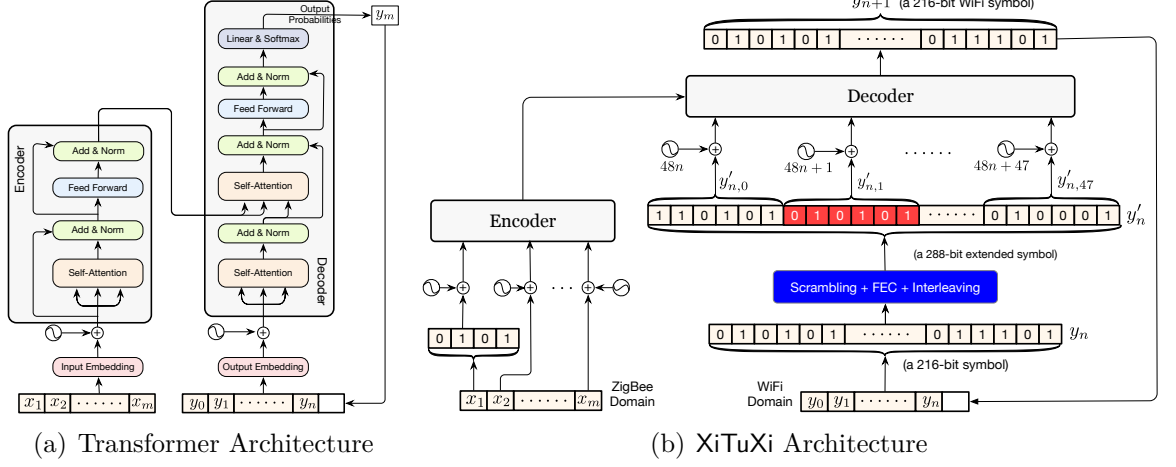 Output
Probabilities
y_m
Linear & Softmax
Add & Norm
Feed Forward
Add & Norm
Self-Attention
Add & Norm
Self-Attention
Decoder
Output Embedding
y_0 y_1 ······ y_n
Encoder
Add & Norm
Feed Forward
Add & Norm
Self-Attention
Input Embedding
x_1 x_2 ······ x_m
(a) Transformer Architecture
y_{n+1} (a 216-bit WiFi symbol)
0 1 0 1 0 1 ······ 0 1 1 1 0 1
Decoder
48n 48n + 1 ······ 48n + 47
y'_{n,0} y'_{n,1} y'_{n,47}
1 1 0 1 0 1 0 1 0 1 0 1 ······ 0 1 0 0 0 1 y'_n
(a 288-bit extended symbol)
Scrambling + FEC + Interleaving
0 1 0 1 0 1 ······ 0 1 1 1 0 1 y_n
(a 216-bit symbol)
WiFi
Domain
y_0 y_1 ······ y_n
Encoder
···
0 1 0 1
x_1 x_2 ······ x_m
ZigBee
Domain
(b) XiTuXi Architecture